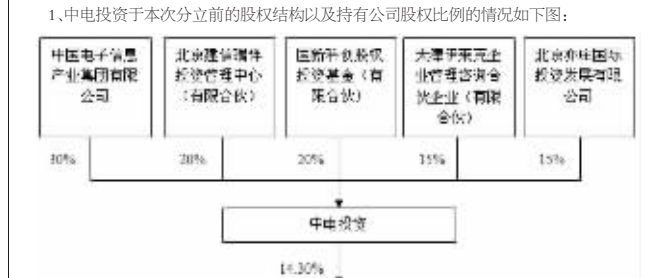 1、中电投资于本次分立前的股权结构以及持有公司股权比例的情况如下图：
中国电子信息
产业集团有限
公司
北京建信瑞祥
投资管理中心
（有限合伙）
国新科创股权
投资基金（有
限合伙）
天津伊莱克企
业管理咨询合
伙企业（有限
合伙）
北京亦庄国际
投资发展有限
公司
30%
20%
20%
15%
15%
中电投资
14.30%